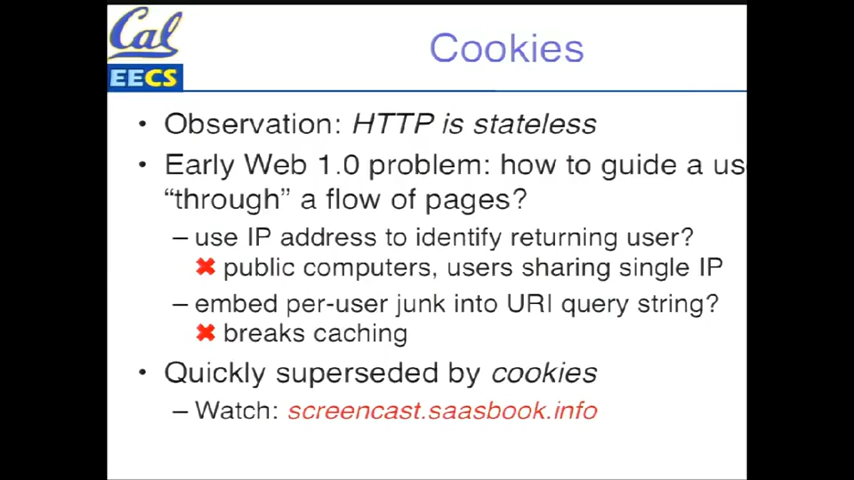 Cal
EECS
Cookies
• Observation: HTTP is stateless
• Early Web 1.0 problem: how to guide a us
“through” a flow of pages?
– use IP address to identify returning user?
✖ public computers, users sharing single IP
– embed per-user junk into URI query string?
✖ breaks caching
• Quickly superseded by cookies
– Watch: screencast.saasbook.info